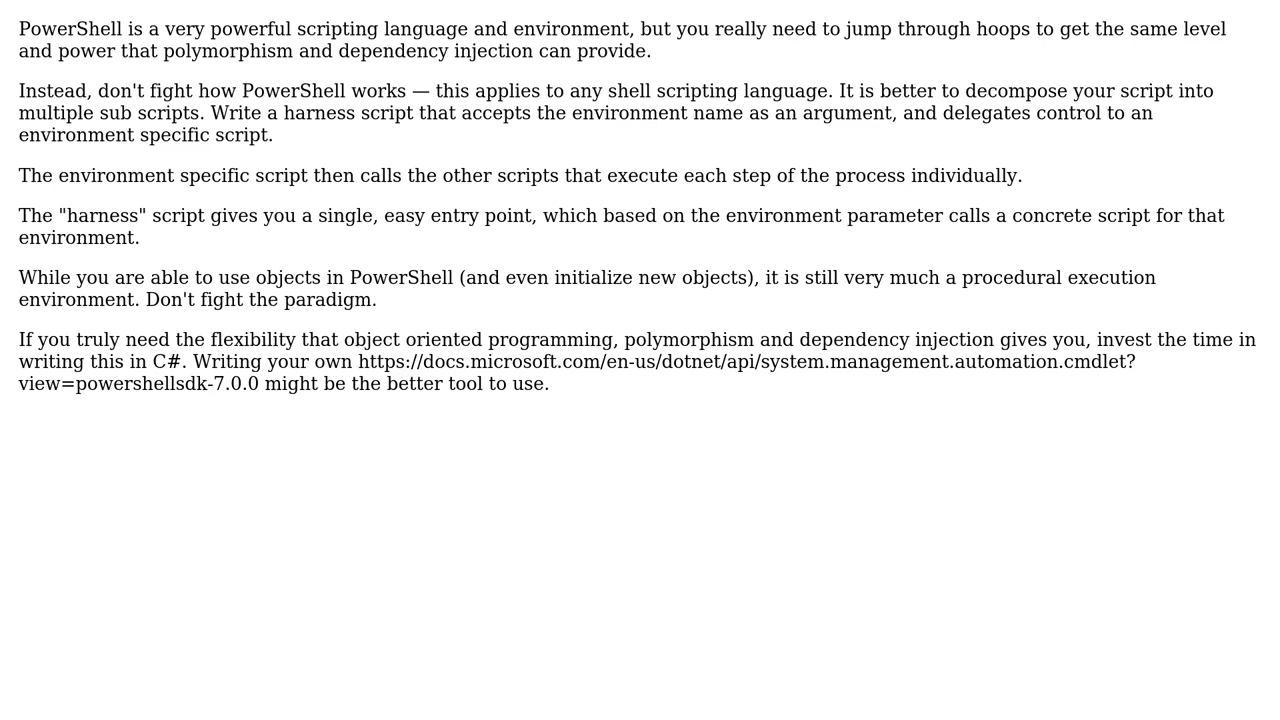 PowerShell is a very powerful scripting language and environment, but you really need to jump through hoops to get the same level
and power that polymorphism and dependency injection can provide.
Instead, don't fight how PowerShell works — this applies to any shell scripting language. It is better to decompose your script into
multiple sub scripts. Write a harness script that accepts the environment name as an argument, and delegates control to an
environment specific script.
The environment specific script then calls the other scripts that execute each step of the process individually.
The "harness" script gives you a single, easy entry point, which based on the environment parameter calls a concrete script for that
environment.
While you are able to use objects in PowerShell (and even initialize new objects), it is still very much a procedural execution
environment. Don't fight the paradigm.
If you truly need the flexibility that object oriented programming, polymorphism and dependency injection gives you, invest the time in
writing this in C#. Writing your own https://docs.microsoft.com/en-us/dotnet/api/system.management.automation.cmdlet?
view=powershellsdk-7.0.0 might be the better tool to use.